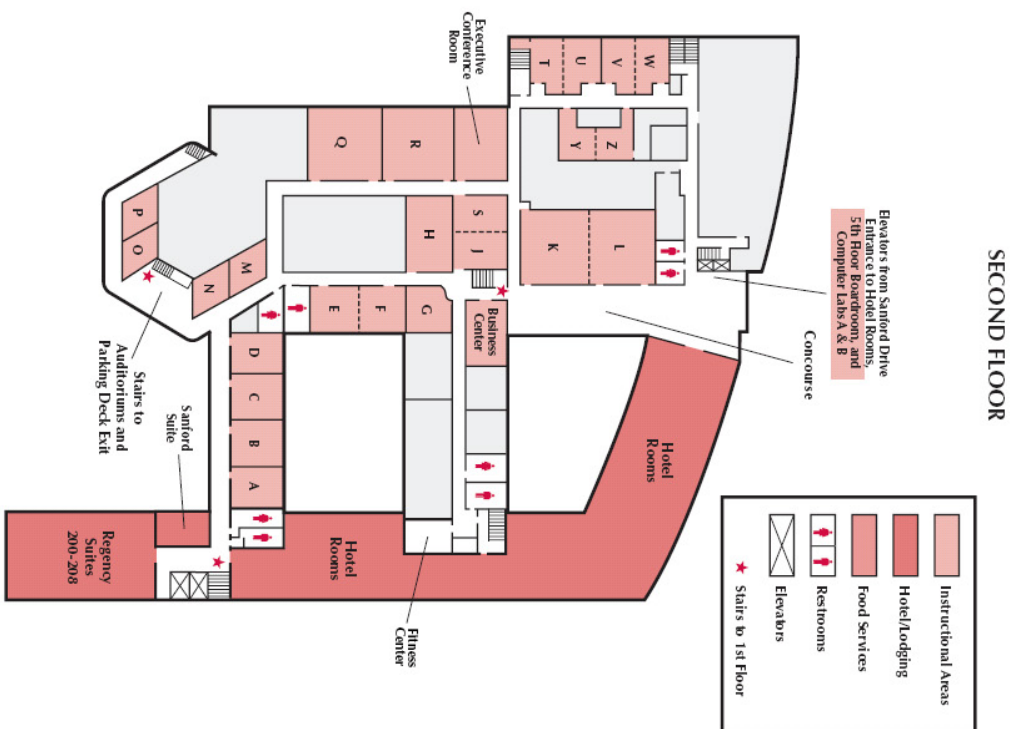 SECOND FLOOR
Instructional Areas
Hotel/Lodging
Food Services
Restrooms
Elevators
Stairs to 1st Floor
Elevators from Sanford Drive
Entrance to Hotel Rooms,
5th Floor Boardroom, and
Computer Labs A & B
Concourse
Executive
Conference
Room
W
V
U
T
Z
Y
L
K
Q
R
S
J
H
G
F
E
Business
Center
P
O
M
N
D
C
B
A
Hotel
Rooms
Hotel
Rooms
Fitness
Center
Stairs to
Auditoriums and
Parking Deck Exit
Sanford
Suite
Regency
Suites
200-208